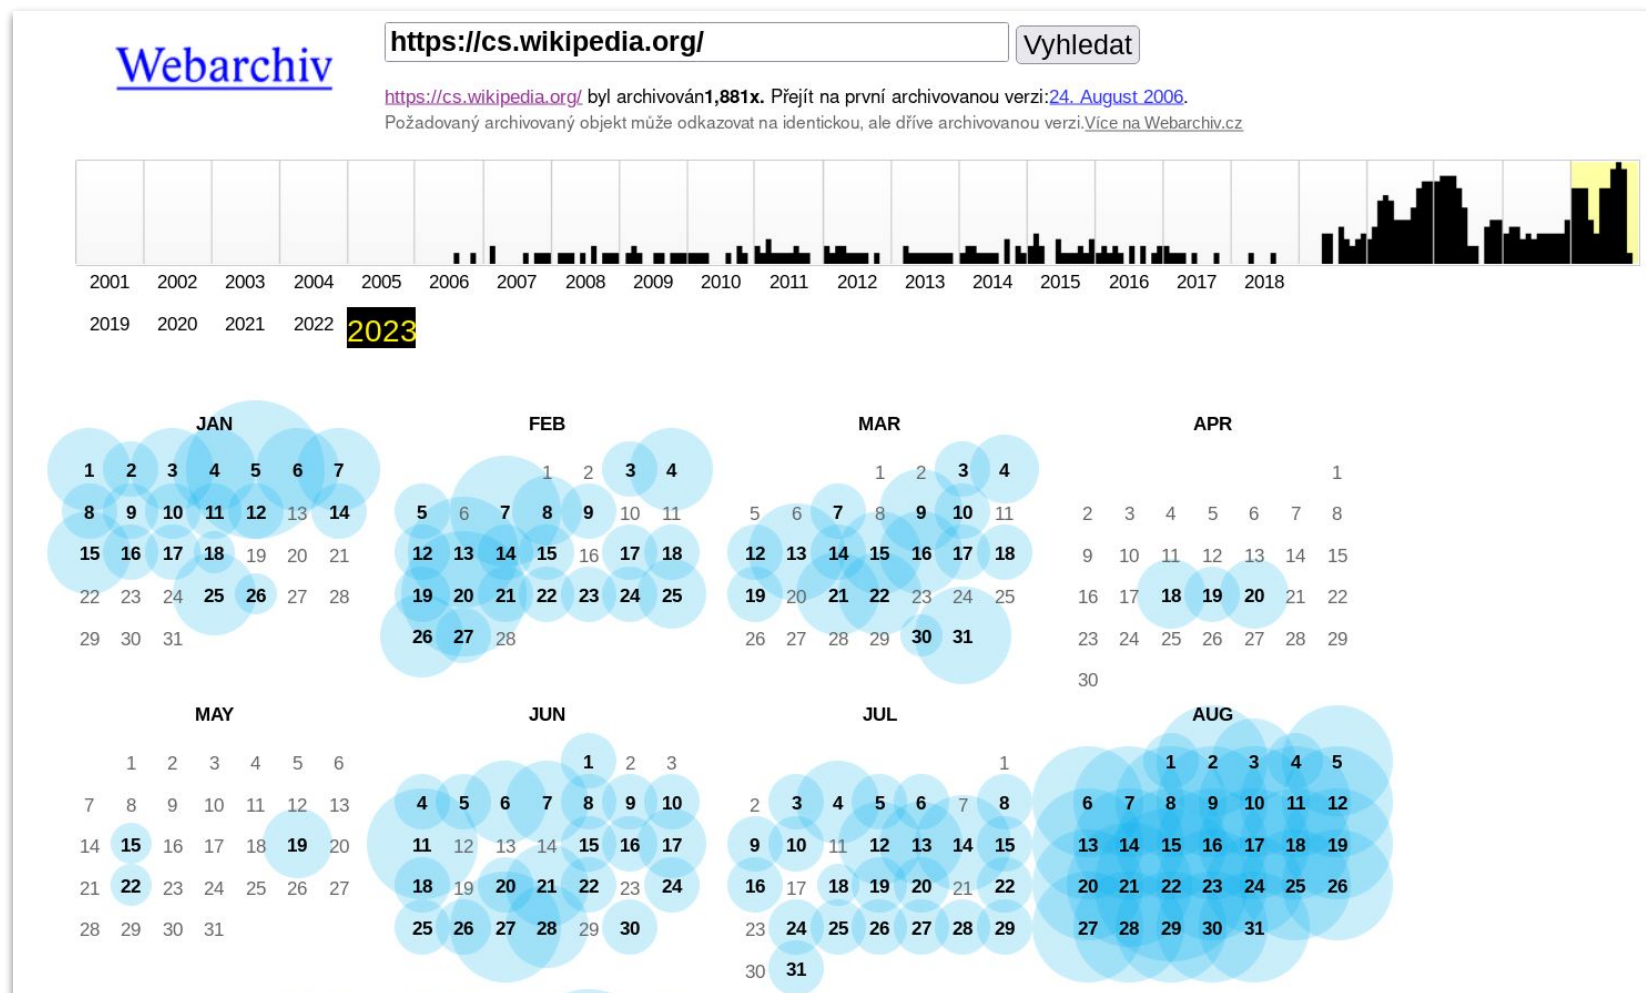 Webarchiv
https://cs.wikipedia.org/ Vyhledat
https://cs.wikipedia.org/ byl archivován1,881x. Přejít na první archivovanou verzi:24. August 2006.
Požadovaný archivovaný objekt může odkazovat na identickou, ale dříve archivovanou verzi.Více na Webarchiv.cz
2001 2002 2003 2004 2005 2006 2007 2008 2009 2010 2011 2012 2013 2014 2015 2016 2017 2018
2019 2020 2021 2022 2023
JAN FEB MAR APR
1 2 3 4 5 6 7 1 2 3 4 1 2 3 4 1
8 9 10 11 12 13 14 5 6 7 8 9 10 11 5 6 7 8 9 10 11 2 3 4 5 6 7 8
15 16 17 18 19 20 21 12 13 14 15 16 17 18 12 13 14 15 16 17 18 9 10 11 12 13 14 15
22 23 24 25 26 27 28 19 20 21 22 23 24 25 19 20 21 22 23 24 25 16 17 18 19 20 21 22
29 30 31 26 27 28 26 27 28 29 30 31 23 24 25 26 27 28 29
30
MAY JUN JUL AUG
1 2 3 4 5 6 1 2 3 1 1 2 3 4 5
7 8 9 10 11 12 13 4 5 6 7 8 9 10 2 3 4 5 6 7 8 6 7 8 9 10 11 12
14 15 16 17 18 19 20 11 12 13 14 15 16 17 9 10 11 12 13 14 15 13 14 15 16 17 18 19
21 22 23 24 25 26 27 18 19 20 21 22 23 24 16 17 18 19 20 21 22 20 21 22 23 24 25 26
28 29 30 31 25 26 27 28 29 30 23 24 25 26 27 28 29 27 28 29 30 31
30 31